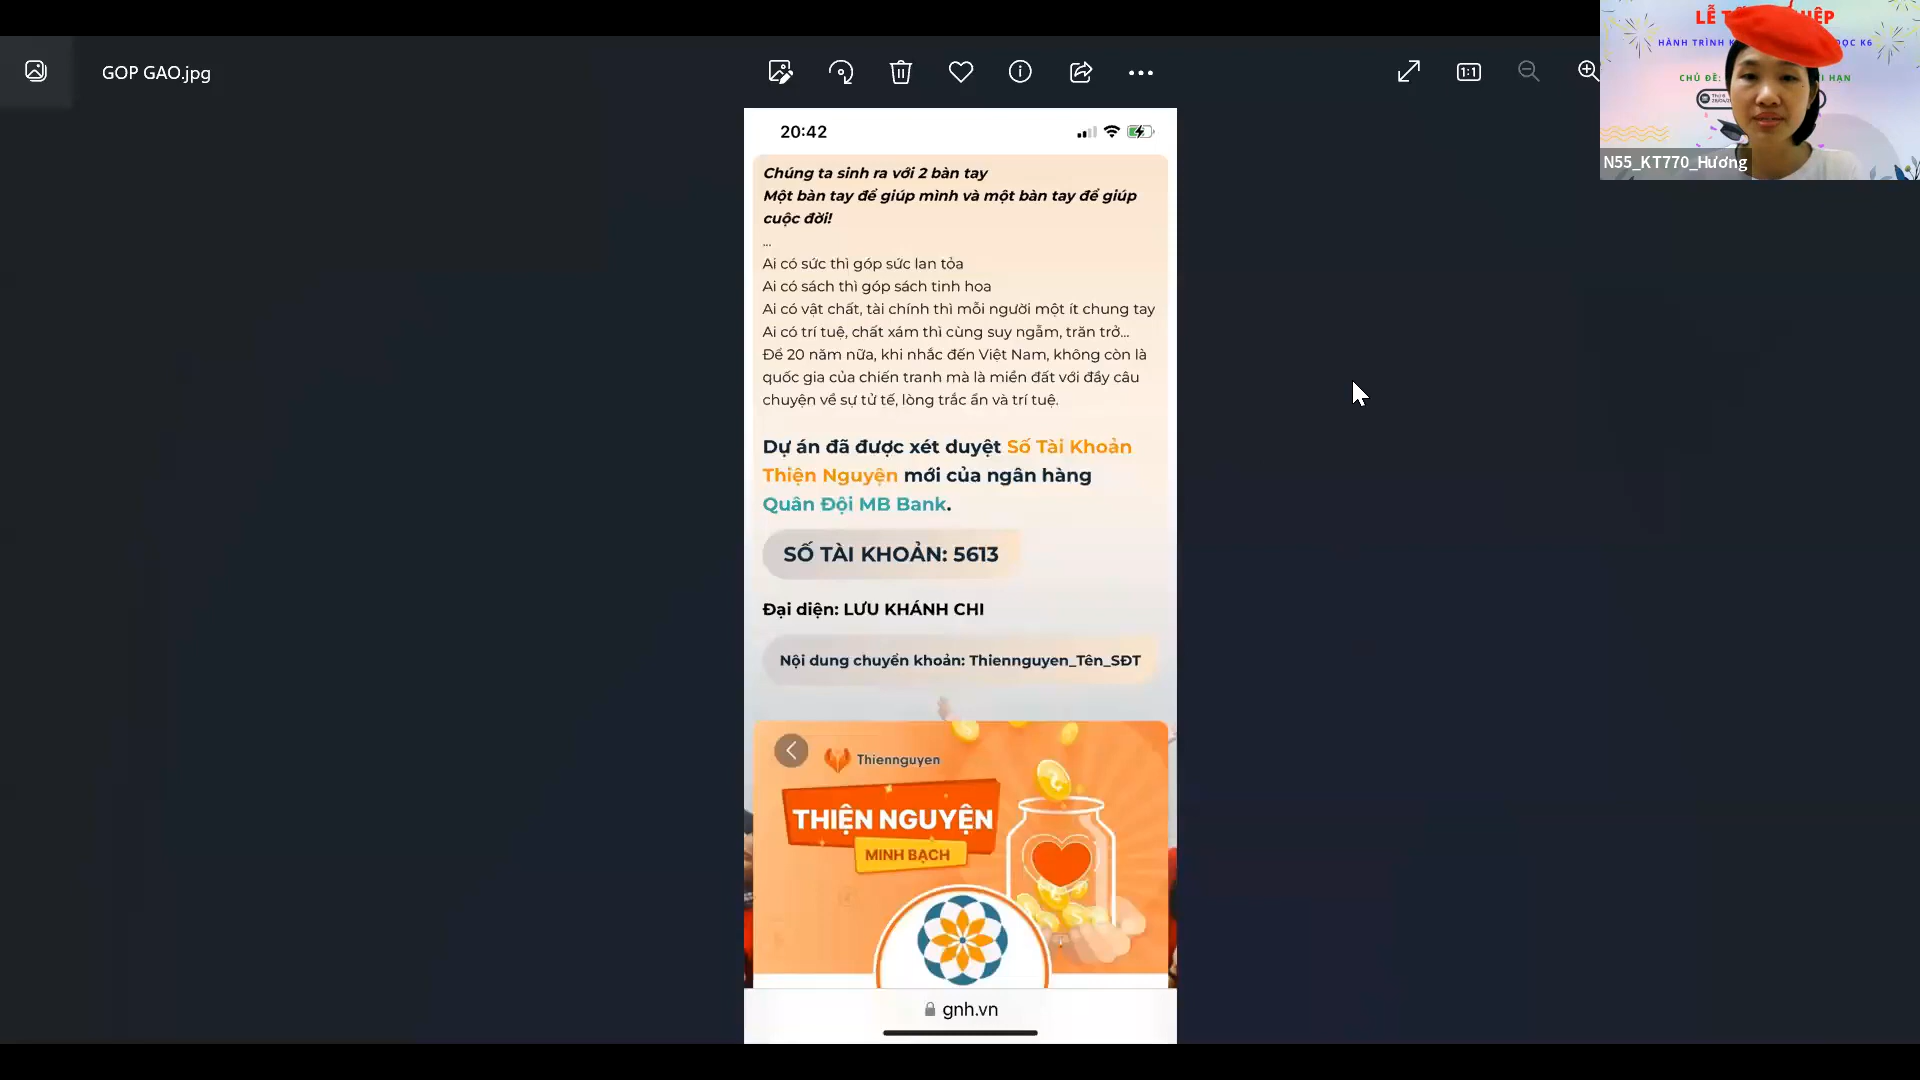 GOP GAO.jpg
20:42
Chúng ta sinh ra với 2 bàn tay
Một bàn tay để giúp mình và một bàn tay để giúp
cuộc đời!
...
Ai có sức thì góp sức lan tỏa
Ai có sách thì góp sách tinh hoa
Ai có vật chất, tài chính thì mỗi người một ít chung tay
Ai có trí tuệ, chất xám thì cùng suy ngẫm, trăn trở...
Để 20 năm nữa, khi nhắc đến Việt Nam, không còn là
quốc gia của chiến tranh mà là miền đất với đầy câu
chuyện về sự tử tế, lòng trắc ẩn và trí tuệ.
Dự án đã được xét duyệt Số Tài Khoản
Thiện Nguyện mới của ngân hàng
Quân Đội MB Bank.
SỐ TÀI KHOẢN: 5613
Đại diện: LƯU KHÁNH CHI
Nội dung chuyển khoản: Thiennguyen_Tên_SĐT
Thiennguyen
THIỆN NGUYỆN
MINH BẠCH
gnh.vn
1:1
LỄ
HÀNH TRÌNH
ĐỌC K6
CHỦ ĐỀ:
HẠN
N55_KT770_Hương